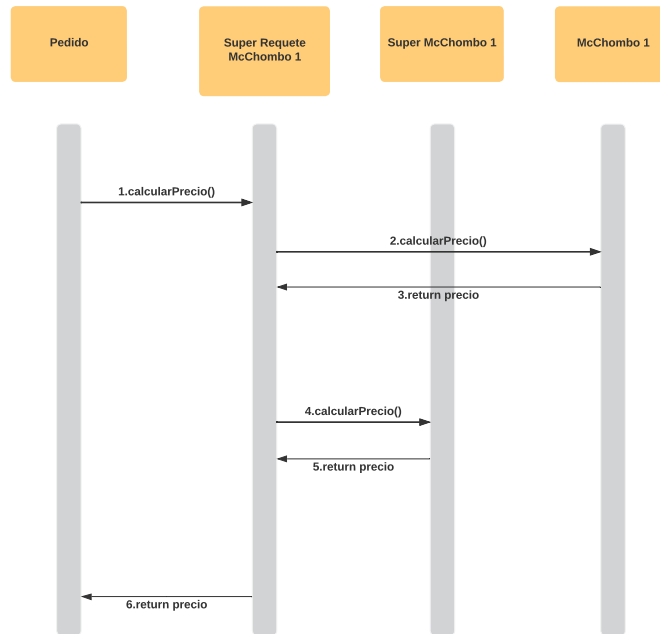 Pedido
Super Requete
McChombo 1
Super McChombo 1
McChombo 1
1.calcularPrecio()
2.calcularPrecio()
3.return precio
4.calcularPrecio()
5.return precio
6.return precio